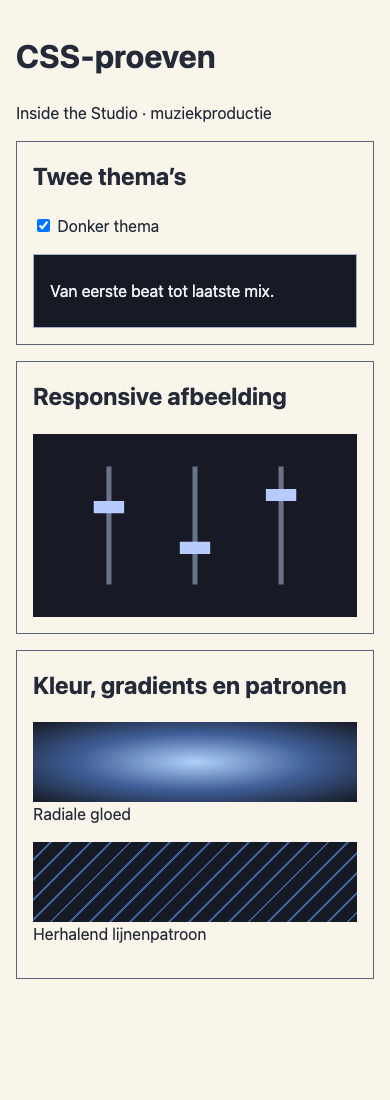 CSS-proeven
Inside the Studio · muziekproductie
Twee thema’s
Donker thema
Van eerste beat tot laatste mix.
Responsive afbeelding
Kleur, gradients en patronen
Radiale gloed
Herhalend lijnenpatroon